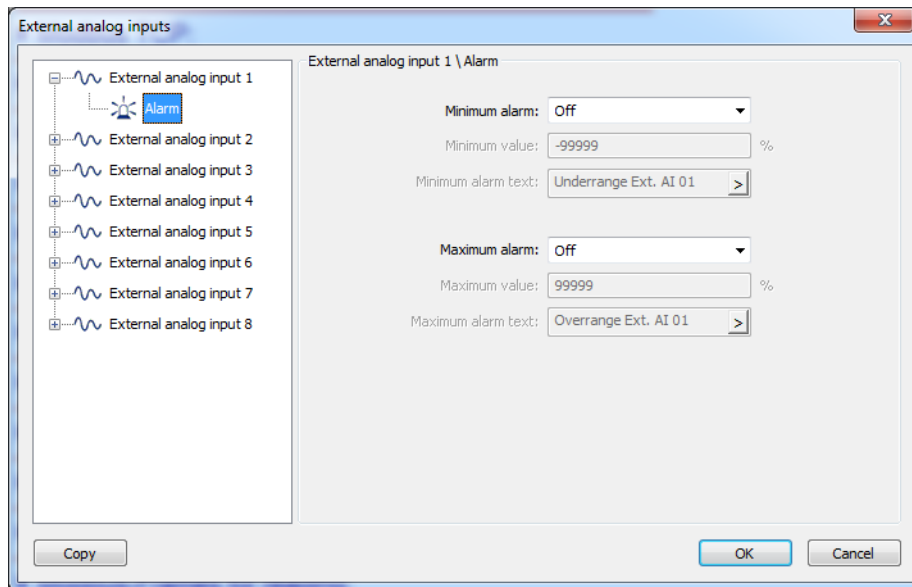 External analog inputs
External analog input 1
Alarm
External analog input 2
External analog input 3
External analog input 4
External analog input 5
External analog input 6
External analog input 7
External analog input 8
External analog input 1 \ Alarm
Minimum alarm: Off
Minimum value: -99999 %
Minimum alarm text: Underrange Ext. AI 01 >
Maximum alarm: Off
Maximum value: 99999 %
Maximum alarm text: Overrange Ext. AI 01 >
Copy OK Cancel